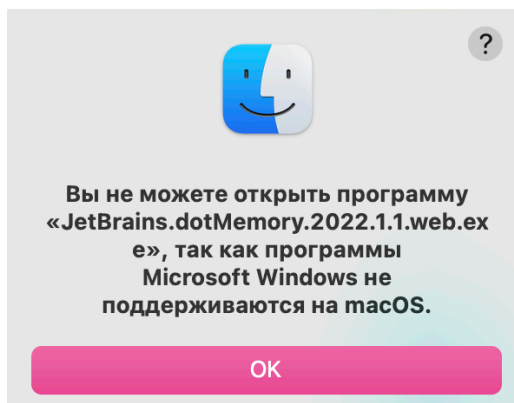 ?
Вы не можете открыть программу
«JetBrains.dotMemory.2022.1.1.web.ex
e», так как программы
Microsoft Windows не
поддерживаются на macOS.
OK